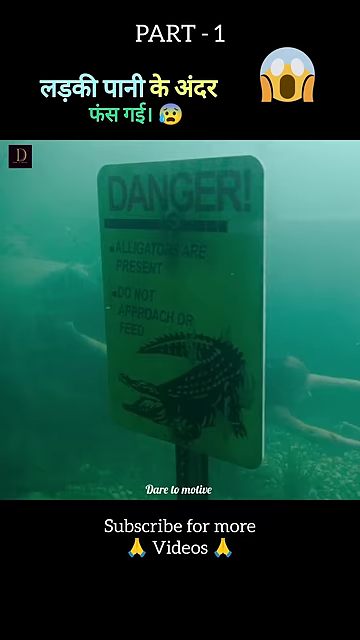 PART - 1
लड़की पानी के अंदर
फंस गई। 😰
D
DANGER!
•ALLIGATORS ARE
PRESENT
•DO NOT
APPROACH OR
FEED
Dare to motive
Subscribe for more
🙏 Videos 🙏